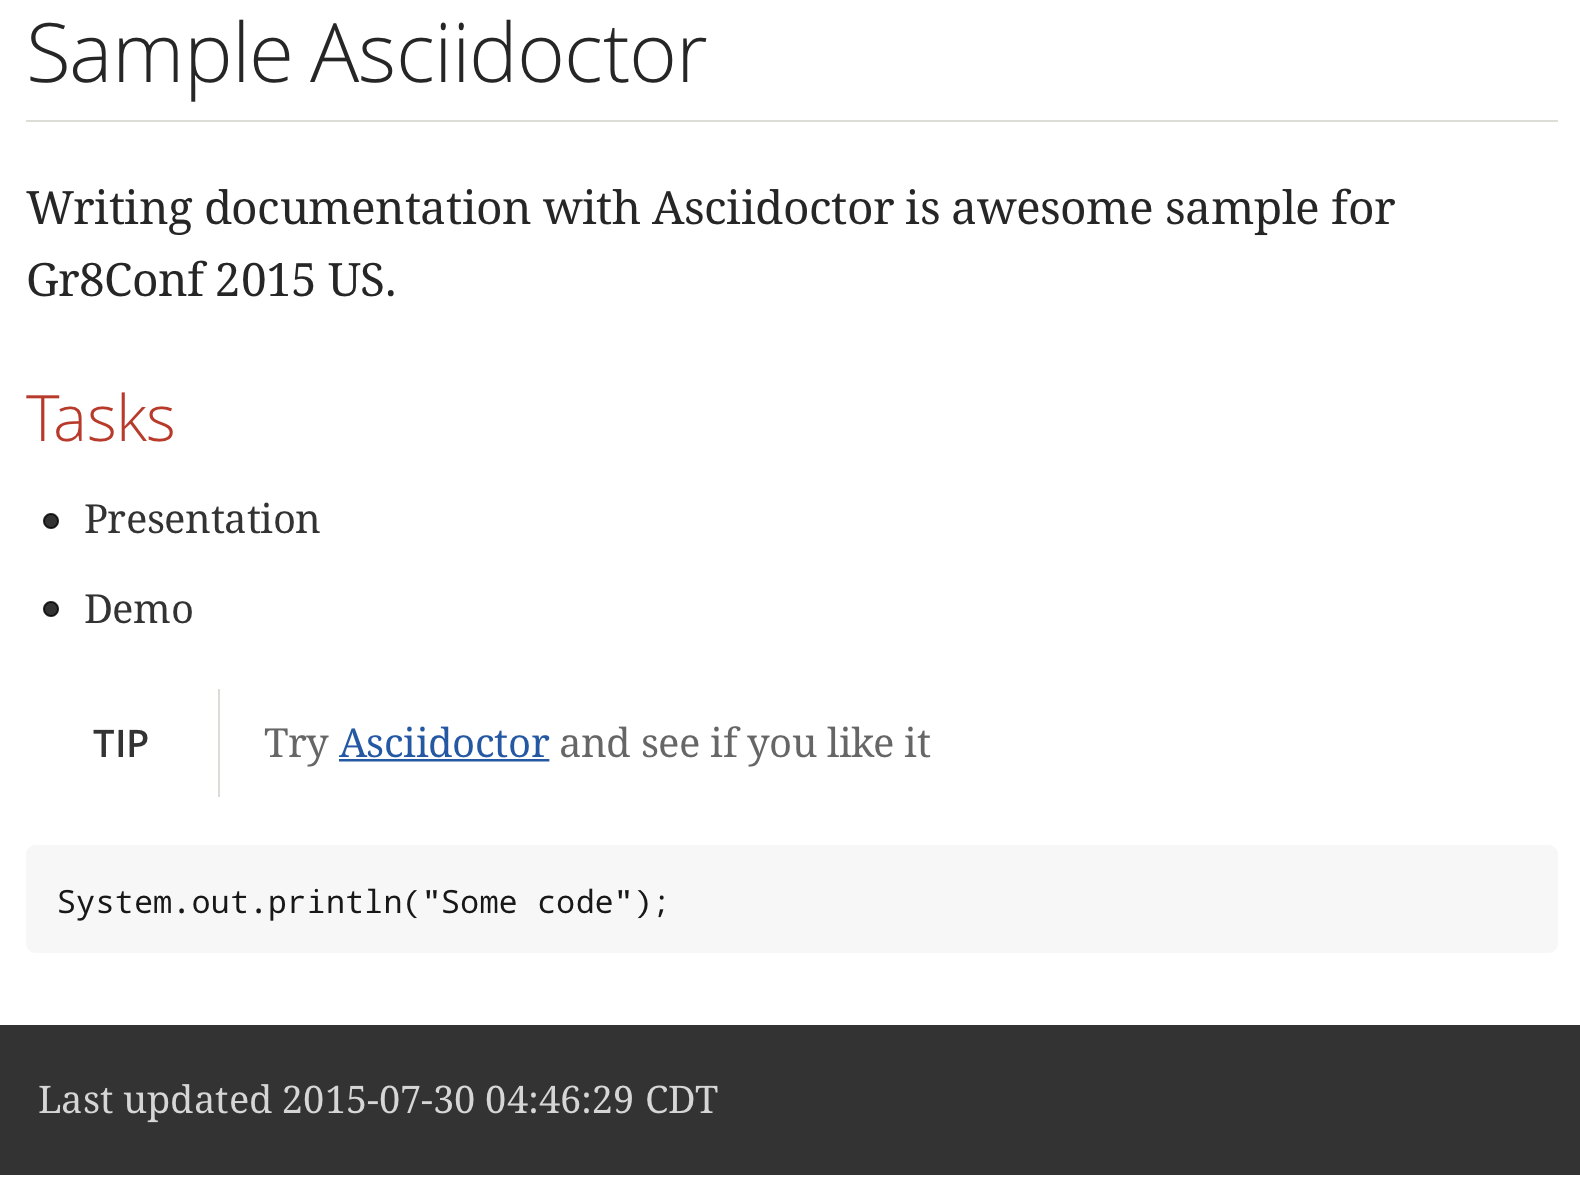 Sample Asciidoctor
Writing documentation with Asciidoctor is awesome sample for
Gr8Conf 2015 US.
Tasks
Presentation
Demo
TIP
Try Asciidoctor and see if you like it
System.out.println("Some code");
Last updated 2015-07-30 04:46:29 CDT